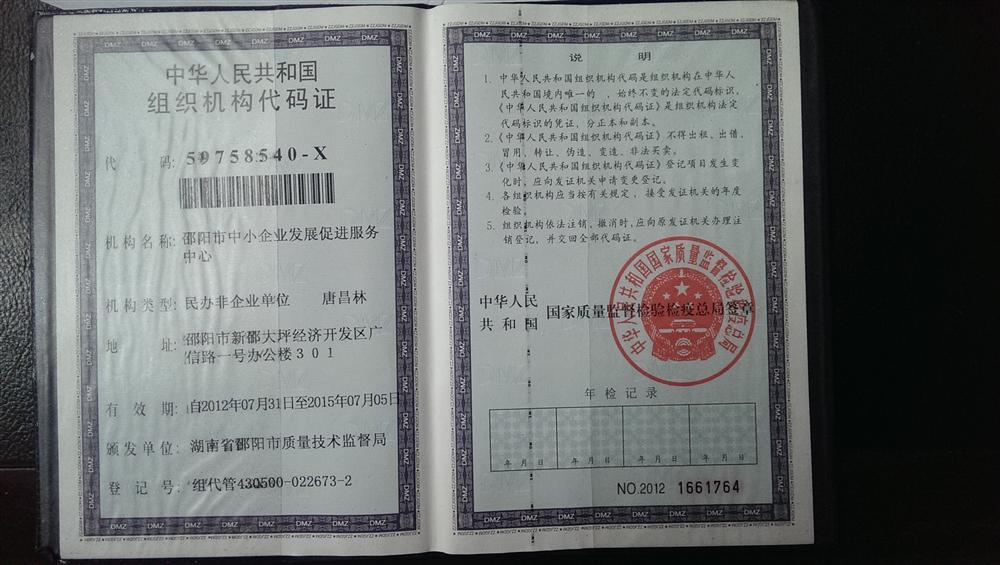 中华人民共和国
组织机构代码证
代 码: 59758540-X
机构名称: 邵阳市中小企业发展促进服务
中心
机构类型: 民办非企业单位 唐昌林
地 址: 邵阳市新邵大坪经济开发区广
信路一号办公楼301
有 效 期: 自2012年07月31日至2015年07月05日
颁发单位: 湖南省邵阳市质量技术监督局
登 记 号: 组代管430500-022673-2
说 明
1. 中华人民共和国组织机构代码是组织机构在中华人
民共和国境内唯一的 , 始终不变的法定代码标识,
《中华人民共和国组织机构代码证》是组织机构法定
代码标识的凭证, 分正本和副本.
2.《中华人民共和国组织机构代码证》不得出租、出借,
冒用, 转让、伪造、变造、非法买卖.
3.《中华人民共和国组织机构代码证》登记项目发生变
化时, 应向发证机关申请变更登记.
4. 各组织机构应当按有关规定 , 接受发证机关的年度
检验.
5. 组织机构依法注销、撤消时,应向原发证机关办理注
销登记, 并交回全部代码证.
中华人民
共 和 国 国家质量监督检验检疫总局签章
中华人民共和国国家质量监督检验检疫总局
年 检 记 录
年 月 日 年 月 日 年 月 日 年 月 日
NO.2012 1661764
DMZ